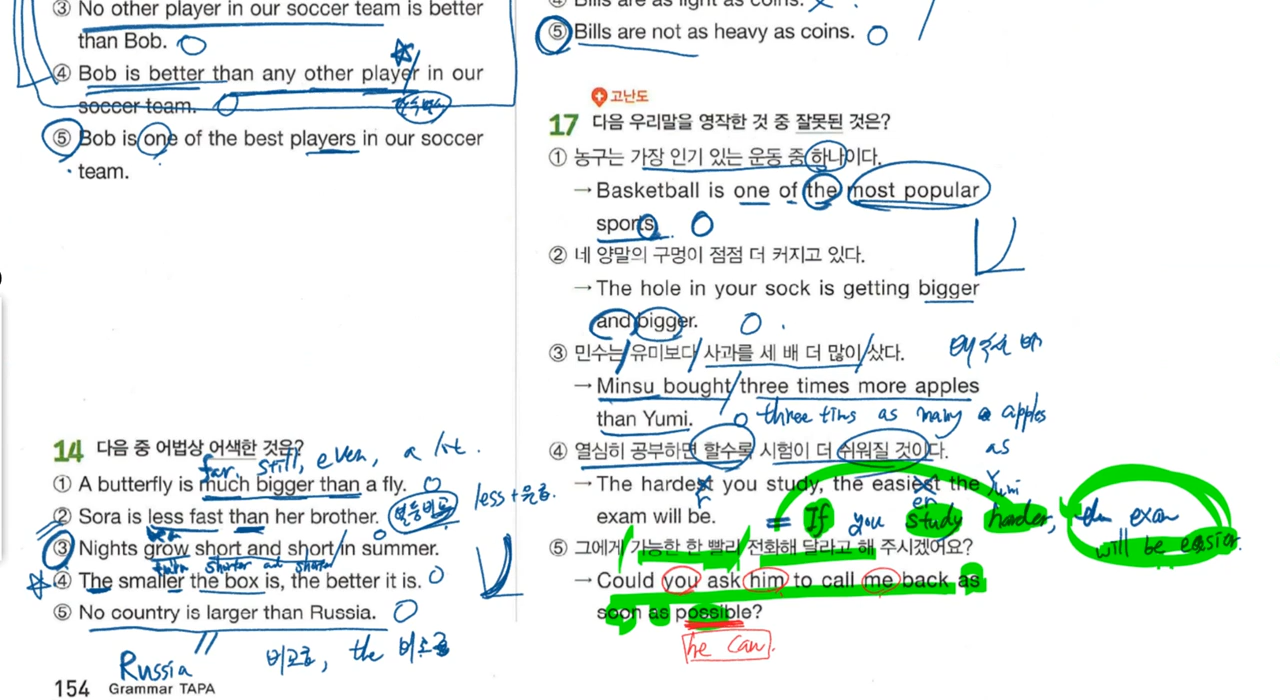 ③ No other player in our soccer team is better
than Bob.
④ Bob is better than any other player in our
soccer team.
⑤ Bob is one of the best players in our soccer
team.
14 다음 중 어법상 어색한 것은?
far, still, even, a lot.
① A butterfly is much bigger than a fly.
② Sora is less fast than her brother.
less + 원급
③ Nights grow short and short in summer.
shorter and shorter
④ The smaller the box is, the better it is.
⑤ No country is larger than Russia.
Russia
비교급, the 비교급
154 Grammar TAPA
④ Bills are as light as coins.
⑤ Bills are not as heavy as coins.
고난도
17 다음 우리말을 영작한 것 중 잘못된 것은?
① 농구는 가장 인기 있는 운동 중 하나이다.
→ Basketball is one of the most popular
sports.
② 네 양말의 구멍이 점점 더 커지고 있다.
→ The hole in your sock is getting bigger
and bigger.
③ 민수는 유미보다 사과를 세 배 더 많이 샀다.
→ Minsu bought three times more apples
than Yumi.
three tims as many apples
as
Yumi
④ 열심히 공부하면 할수록 시험이 더 쉬워질 것이다.
→ The hardest you study, the easiest the
r
er
exam will be.
= If you study harder, the exam
will be easier.
⑤ 그에게 가능한 한 빨리 전화해 달라고 해 주시겠어요?
→ Could you ask him to call me back as
soon as possible?
he can.